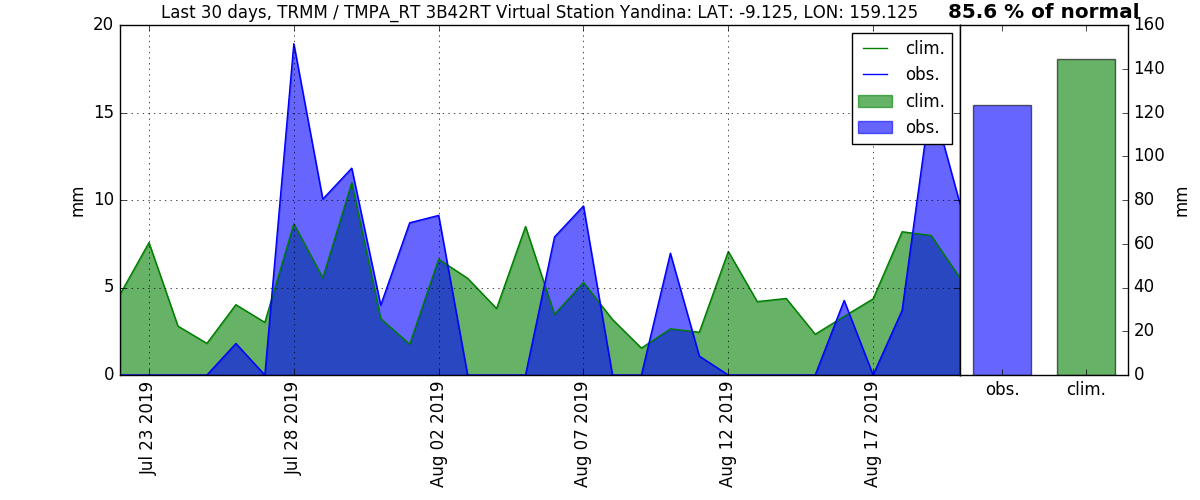 Last 30 days, TRMM / TMPA_RT 3B42RT Virtual Station Yandina: LAT: -9.125, LON: 159.125
85.6 % of normal
20
15
10
5
0
mm
clim.
obs.
clim.
obs.
160
140
120
100
80
60
40
20
0
mm
obs.
clim.
Jul 23 2019
Jul 28 2019
Aug 02 2019
Aug 07 2019
Aug 12 2019
Aug 17 2019